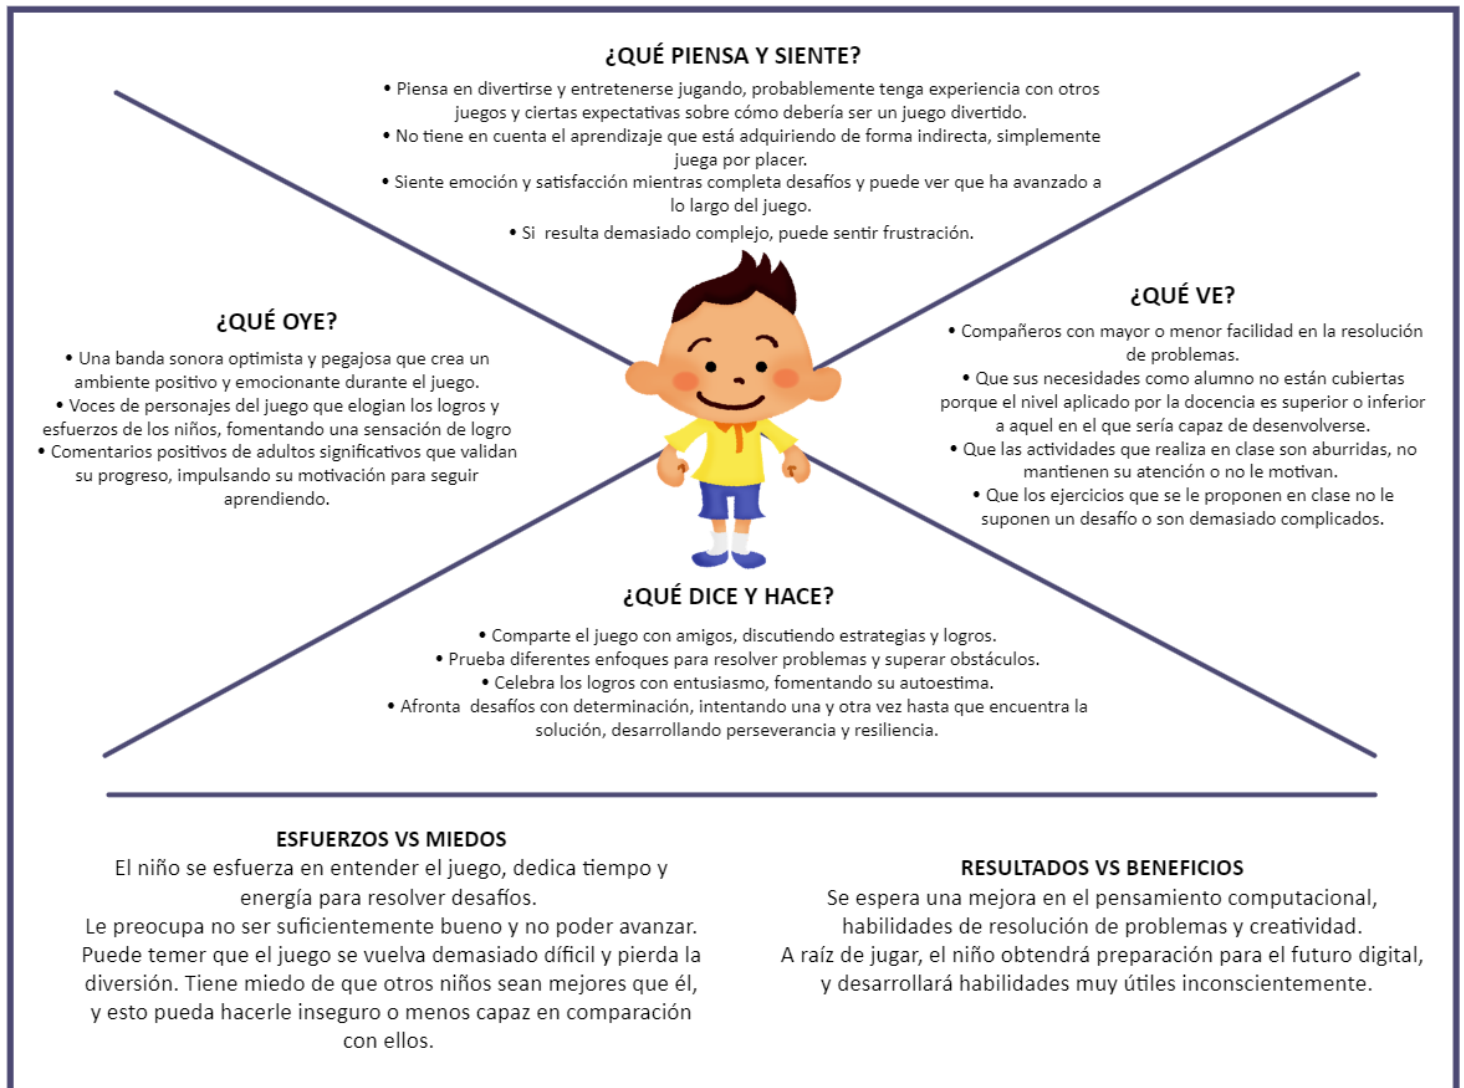 ¿QUÉ PIENSA Y SIENTE?
• Piensa en divertirse y entretenerse jugando, probablemente tenga experiencia con otros
juegos y ciertas expectativas sobre cómo debería ser un juego divertido.
• No tiene en cuenta el aprendizaje que está adquiriendo de forma indirecta, simplemente
juega por placer.
• Siente emoción y satisfacción mientras completa desafíos y puede ver que ha avanzado a
lo largo del juego.
• Si resulta demasiado complejo, puede sentir frustración.
¿QUÉ OYE?
• Una banda sonora optimista y pegajosa que crea un
ambiente positivo y emocionante durante el juego.
• Voces de personajes del juego que elogian los logros y
esfuerzos de los niños, fomentando una sensación de logro
• Comentarios positivos de adultos significativos que validan
su progreso, impulsando su motivación para seguir
aprendiendo.
¿QUÉ VE?
• Compañeros con mayor o menor facilidad en la resolución
de problemas.
• Que sus necesidades como alumno no están cubiertas
porque el nivel aplicado por la docencia es superior o inferior
a aquel en el que sería capaz de desenvolverse.
• Que las actividades que realiza en clase son aburridas, no
mantienen su atención o no le motivan.
• Que los ejercicios que se le proponen en clase no le
suponen un desafío o son demasiado complicados.
¿QUÉ DICE Y HACE?
• Comparte el juego con amigos, discutiendo estrategias y logros.
• Prueba diferentes enfoques para resolver problemas y superar obstáculos.
• Celebra los logros con entusiasmo, fomentando su autoestima.
• Afronta desafíos con determinación, intentando una y otra vez hasta que encuentra la
solución, desarrollando perseverancia y resiliencia.
ESFUERZOS VS MIEDOS
El niño se esfuerza en entender el juego, dedica tiempo y
energía para resolver desafíos.
Le preocupa no ser suficientemente bueno y no poder avanzar.
Puede temer que el juego se vuelva demasiado díficil y pierda la
diversión. Tiene miedo de que otros niños sean mejores que él,
y esto pueda hacerle inseguro o menos capaz en comparación
con ellos.
RESULTADOS VS BENEFICIOS
Se espera una mejora en el pensamiento computacional,
habilidades de resolución de problemas y creatividad.
A raíz de jugar, el niño obtendrá preparación para el futuro digital,
y desarrollará habilidades muy útiles inconscientemente.